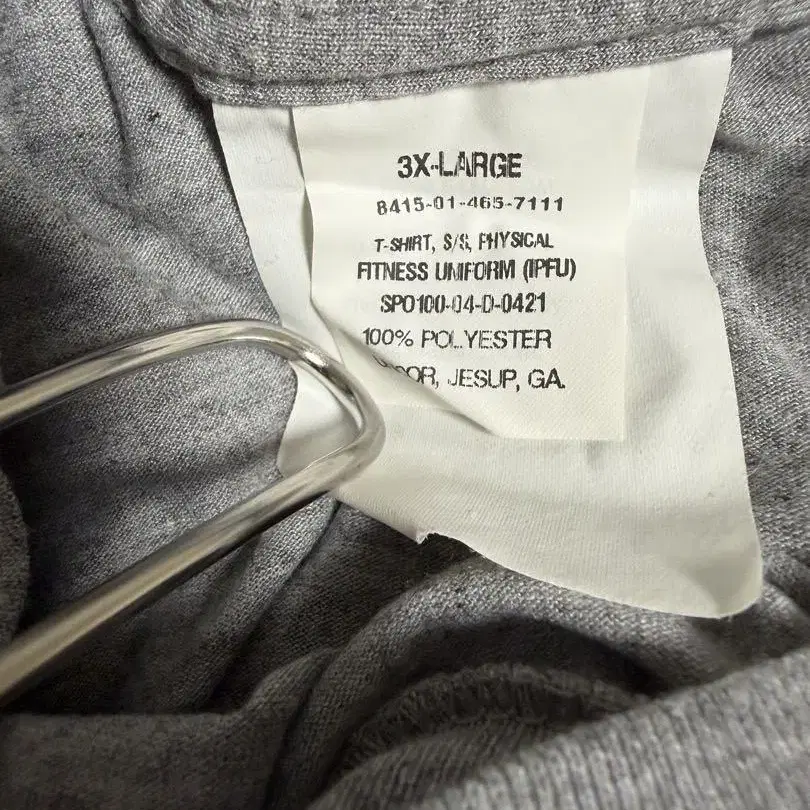 3X-LARGE
8415-01-465-7111
T-SHIRT, S/S, PHYSICAL
FITNESS UNIFORM (IPFU)
SPO100-04-D-0421
100% POLYESTER
JESUP, GA.